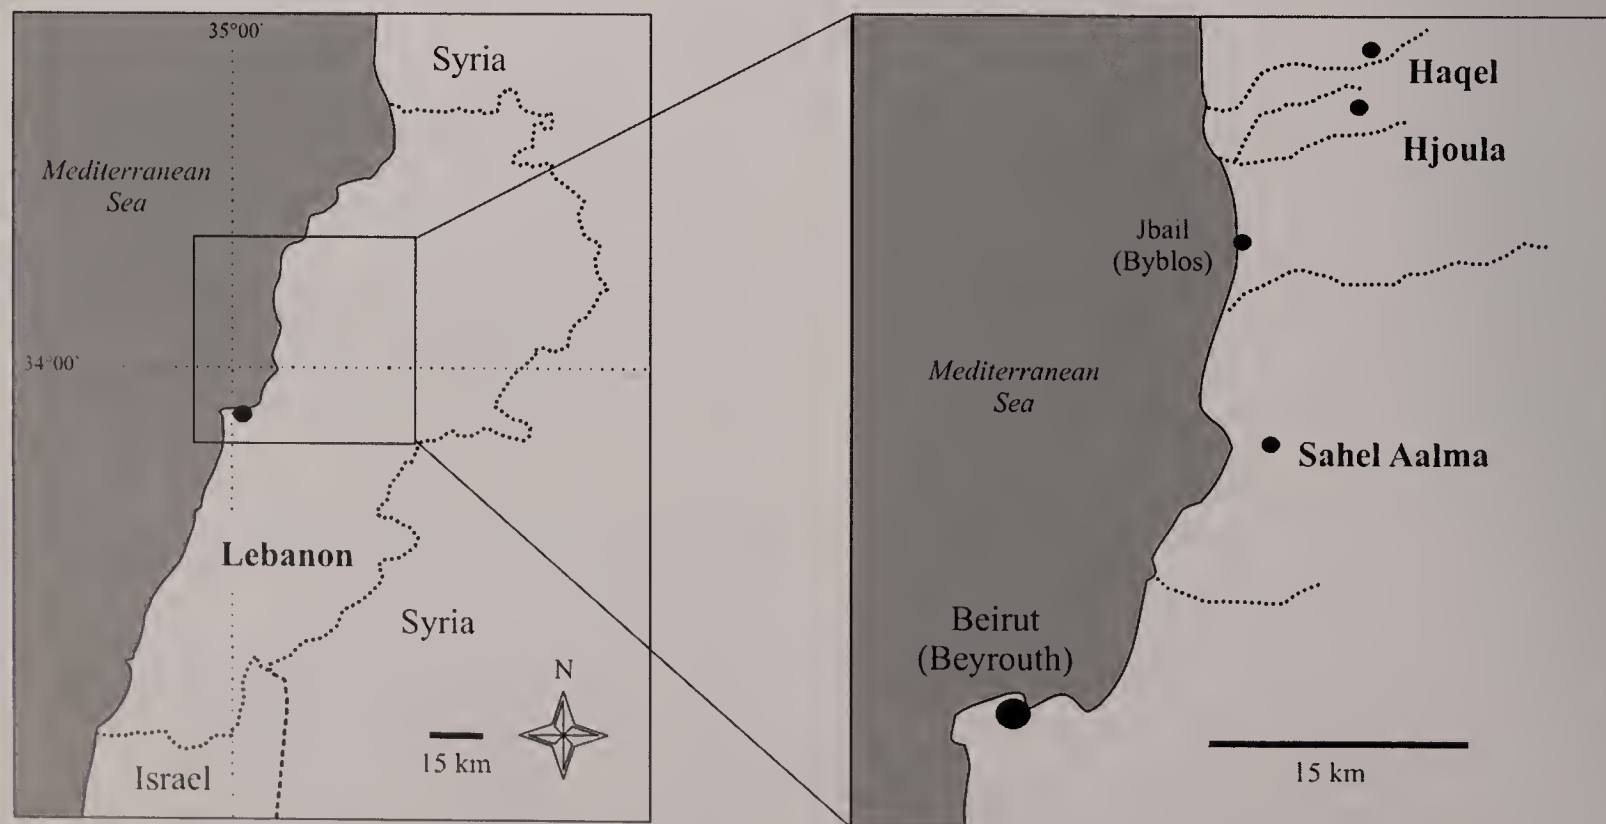 35°00'
Syria
Mediterranean
Sea
34°00'
Lebanon
Syria
N
15 km
Israel
Haqel
Hjoula
Jbail
(Byblos)
Mediterranean
Sea
Sahel Aalma
Beirut
(Beyrouth)
15 km